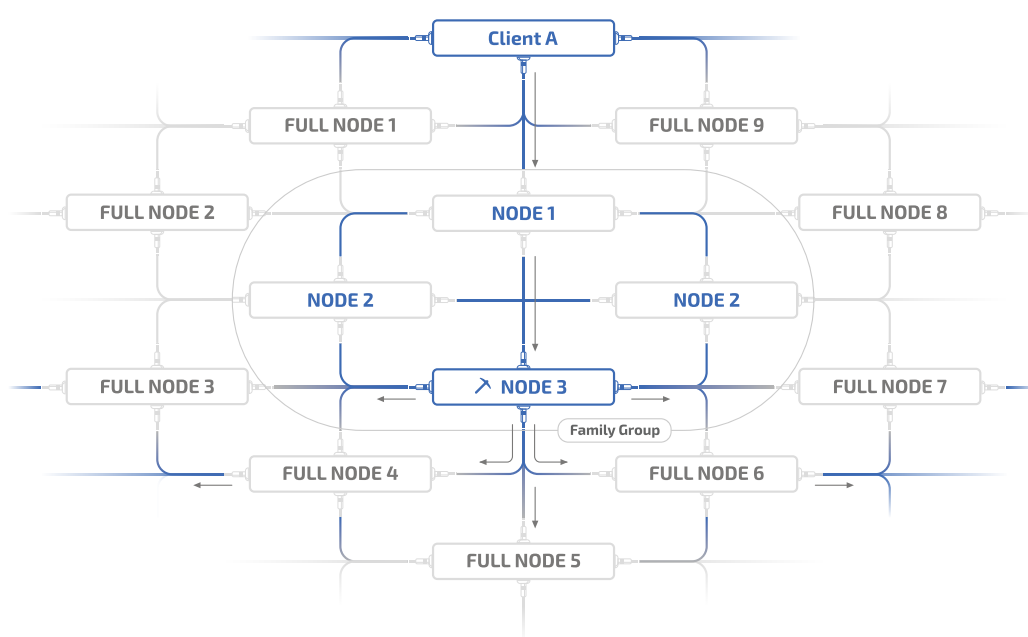 Client A
FULL NODE 1
FULL NODE 9
FULL NODE 2
NODE 1
FULL NODE 8
NODE 2
NODE 2
FULL NODE 3
NODE 3
FULL NODE 7
Family Group
FULL NODE 4
FULL NODE 6
FULL NODE 5